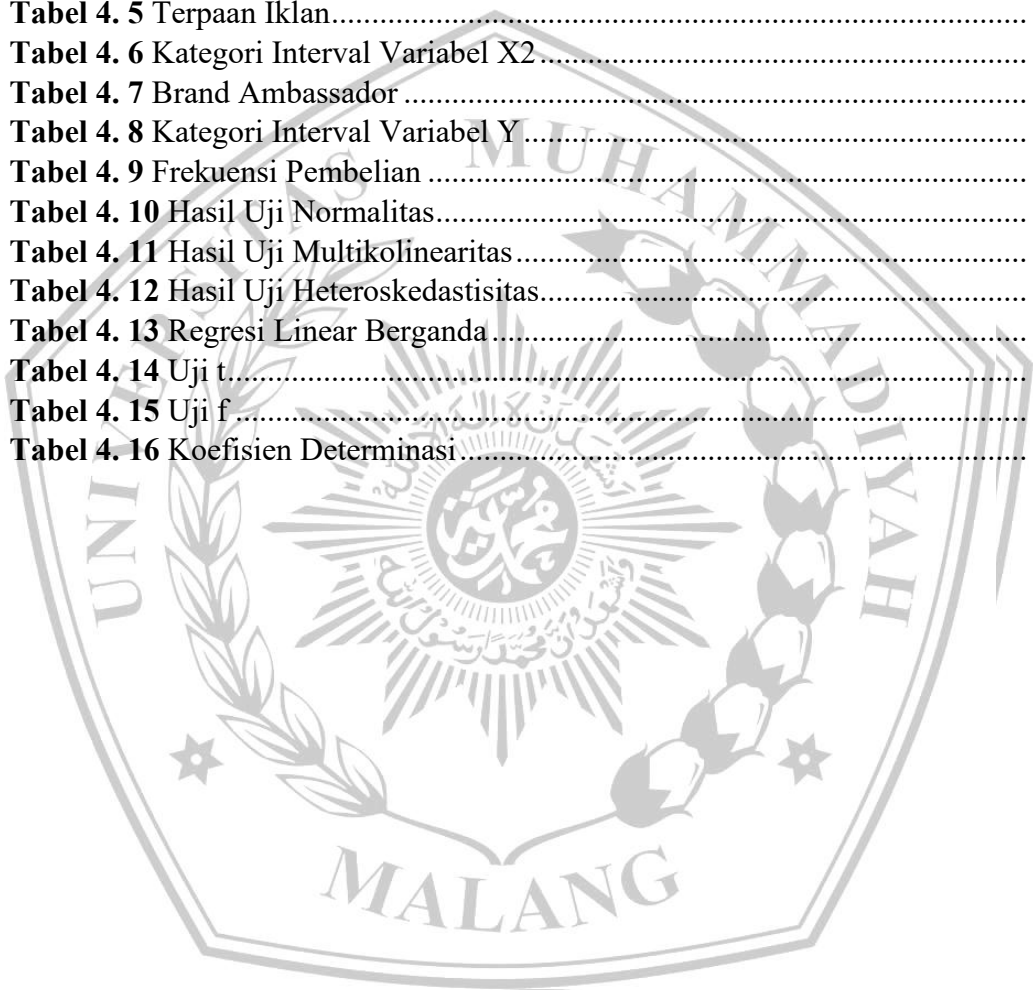 Tabel 4. 5 Terpaan Iklan....................................................................................
Tabel 4. 6 Kategori Interval Variabel X2..........................................................
Tabel 4. 7 Brand Ambassador...........................................................................
Tabel 4. 8 Kategori Interval Variabel Y............................................................
Tabel 4. 9 Frekuensi Pembelian........................................................................
Tabel 4. 10 Hasil Uji Normalitas.......................................................................
Tabel 4. 11 Hasil Uji Multikolinearitas.............................................................
Tabel 4. 12 Hasil Uji Heteroskedastisitas..........................................................
Tabel 4. 13 Regresi Linear Berganda................................................................
Tabel 4. 14 Uji t.................................................................................................
Tabel 4. 15 Uji f................................................................................................
Tabel 4. 16 Koefisien Determinasi....................................................................
UNIVERSITAS MUHAMMADIYAH
MALANG